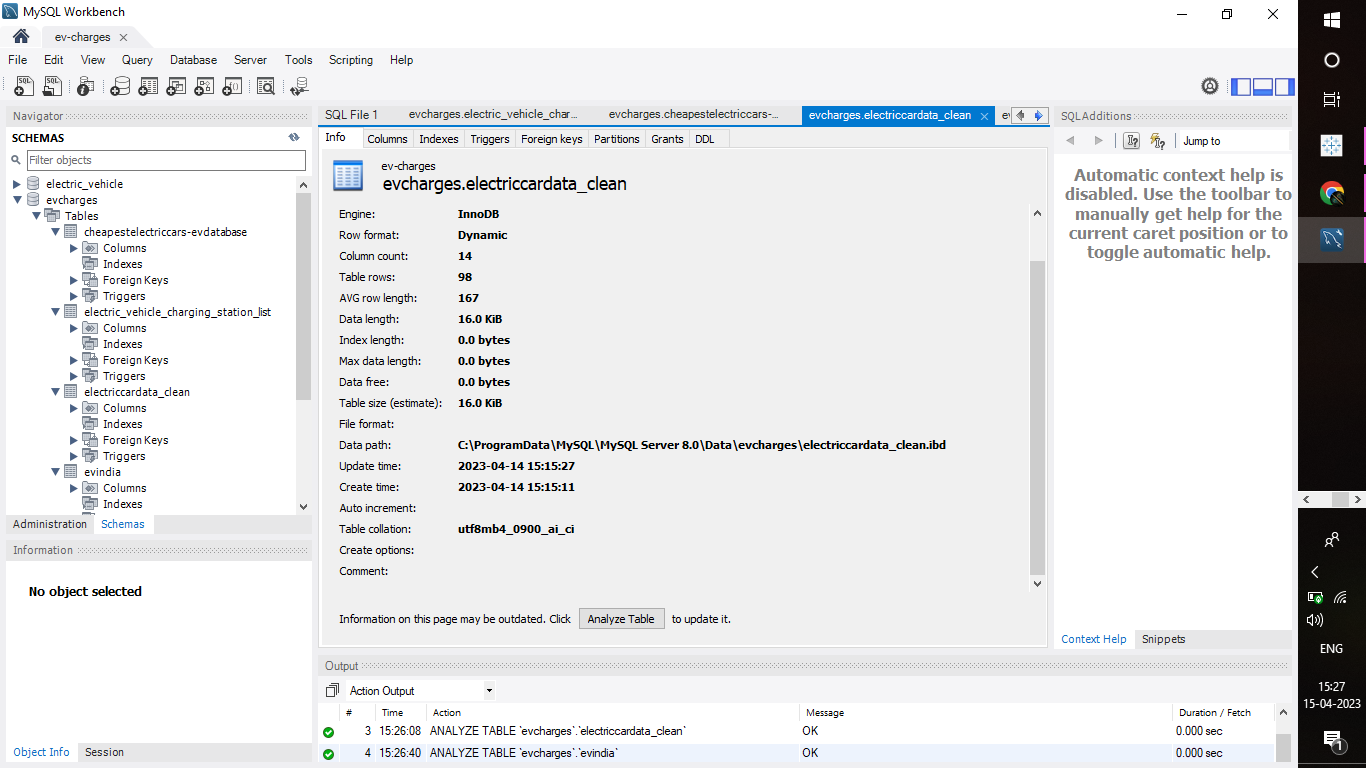 MySQL Workbench
ev-charges
File Edit View Query Database Server Tools Scripting Help
Navigator
SCHEMAS
Filter objects
electric_vehicle
evcharges
Tables
cheapestelectriccars-evdatabase
Columns
Indexes
Foreign Keys
Triggers
electric_vehicle_charging_station_list
Columns
Indexes
Foreign Keys
Triggers
electriccardata_clean
Columns
Indexes
Foreign Keys
Triggers
evindia
Columns
Indexes
Administration Schemas
Information
No object selected
Object Info Session
SQL File 1 evcharges.electric_vehicle_char... evcharges.cheapestelectriccars-... evcharges.electriccardata_clean
Info Columns Indexes Triggers Foreign keys Partitions Grants DDL
ev-charges
evcharges.electriccardata_clean
Engine: InnoDB
Row format: Dynamic
Column count: 14
Table rows: 98
AVG row length: 167
Data length: 16.0 KiB
Index length: 0.0 bytes
Max data length: 0.0 bytes
Data free: 0.0 bytes
Table size (estimate): 16.0 KiB
File format:
Data path: C:\ProgramData\MySQL\MySQL Server 8.0\Data\evcharges\electriccardata_clean.ibd
Update time: 2023-04-14 15:15:27
Create time: 2023-04-14 15:15:11
Auto increment:
Table collation: utf8mb4_0900_ai_ci
Create options:
Comment:
Information on this page may be outdated. Click Analyze Table to update it.
SQLAdditions
Jump to
Automatic context help is
disabled. Use the toolbar to
manually get help for the
current caret position or to
toggle automatic help.
Context Help Snippets
Output
Action Output
# Time Action Message Duration / Fetch
3 15:26:08 ANALYZE TABLE `evcharges`.`electriccardata_clean` OK 0.000 sec
4 15:26:40 ANALYZE TABLE `evcharges`.`evindia` OK 0.000 sec
ENG
15:27
15-04-2023
1